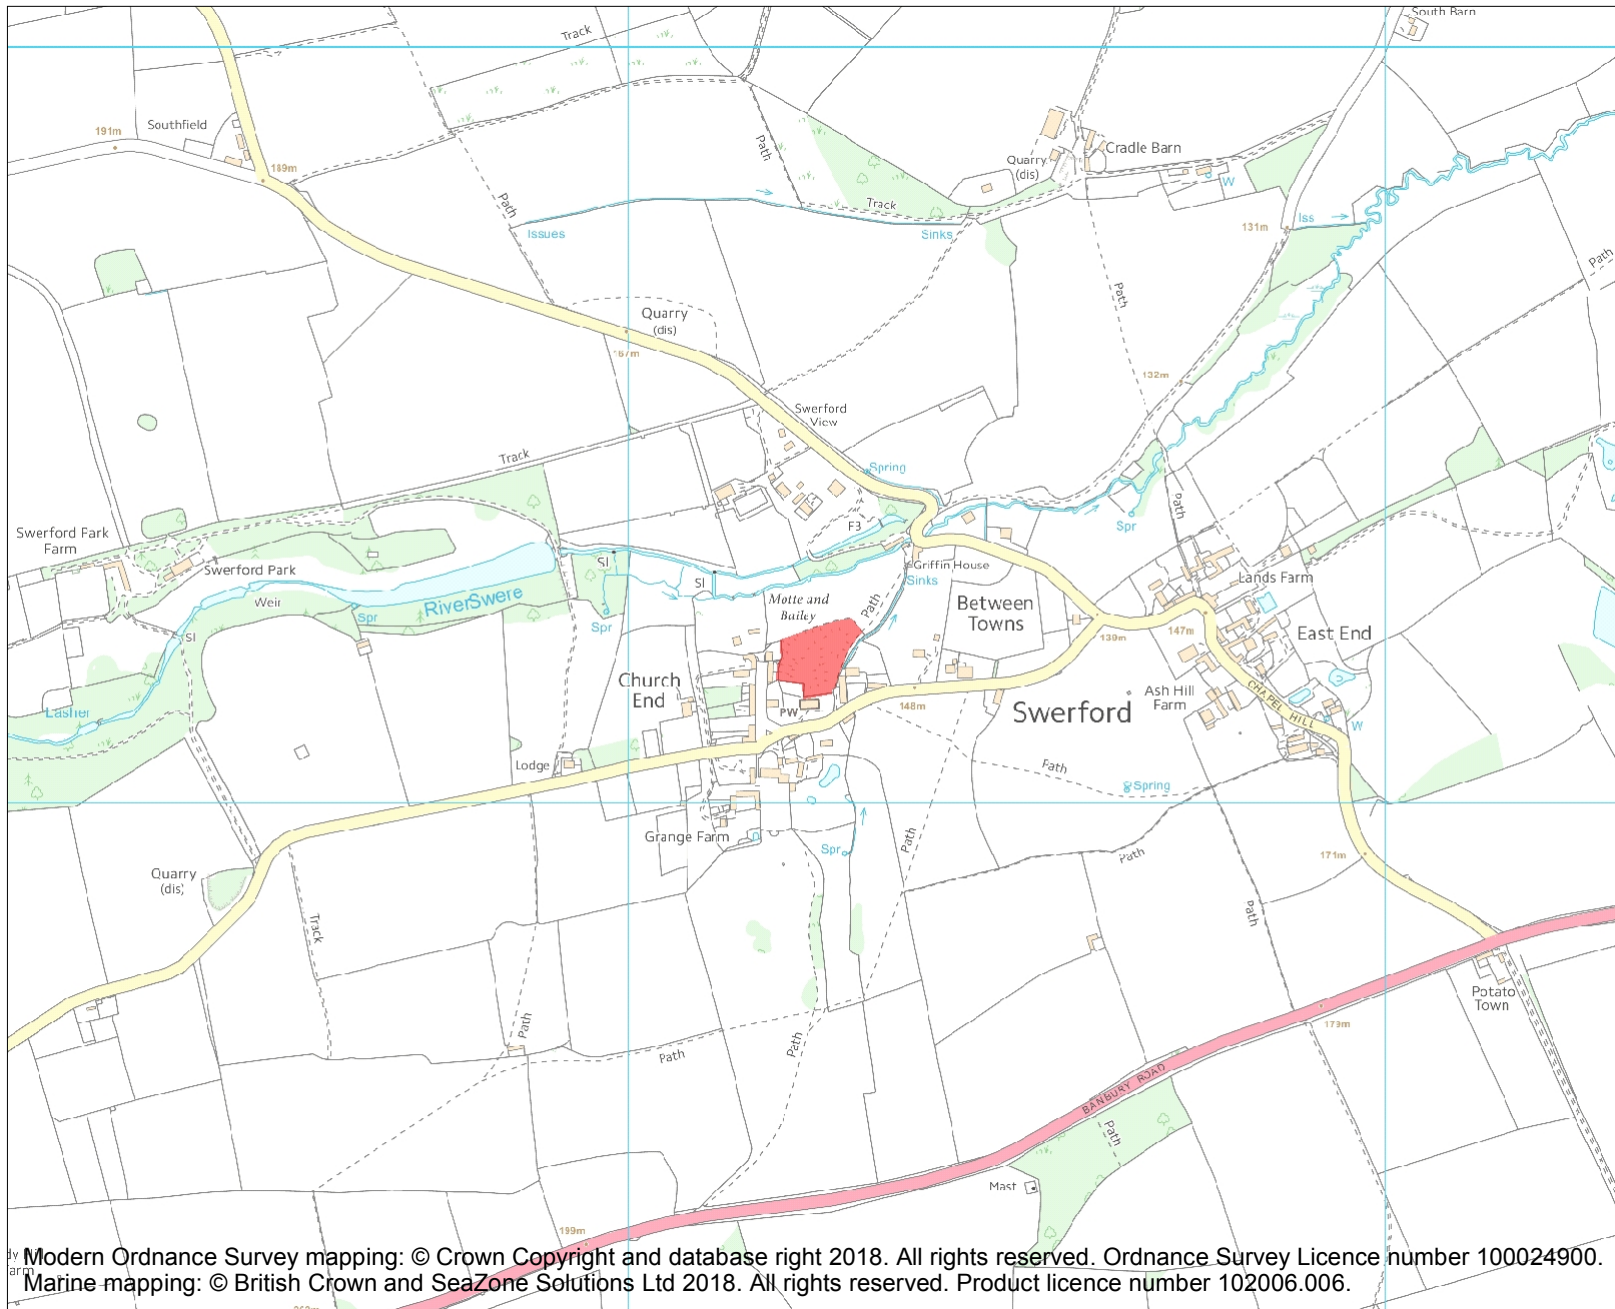 South Barn
Track
191m
Southfield
189m
Path
Quarry
(dis)
Cradle Barn
W
Path
Track
Issues
Sinks
131m
Iss
Path
Path
Quarry
(dis)
167m
132m
Swerford
View
Track
Spring
Spr
Path
Swerford Park
Farm
Swerford Park
Weir
River Swere
Spr
Sl
Sl
Spr
Griffin House
Sinks
Motte and
Bailey
Path
Between
Towns
Lands Farm
139m
147m
East End
Sl
Lasher
Church
End
PW
148m
Swerford
Ash Hill
Farm
CHAPEL HILL
W
Lodge
Path
Spring
Grange Farm
Spr
Path
Path
171m
Quarry
(dis)
Track
Path
Path
Path
Path
Potato
Town
179m
BANBURY ROAD
Path
Mast
199m
Modern Ordnance Survey mapping: © Crown Copyright and database right 2018. All rights reserved. Ordnance Survey Licence number 100024900.
Marine mapping: © British Crown and SeaZone Solutions Ltd 2018. All rights reserved. Product licence number 102006.006.